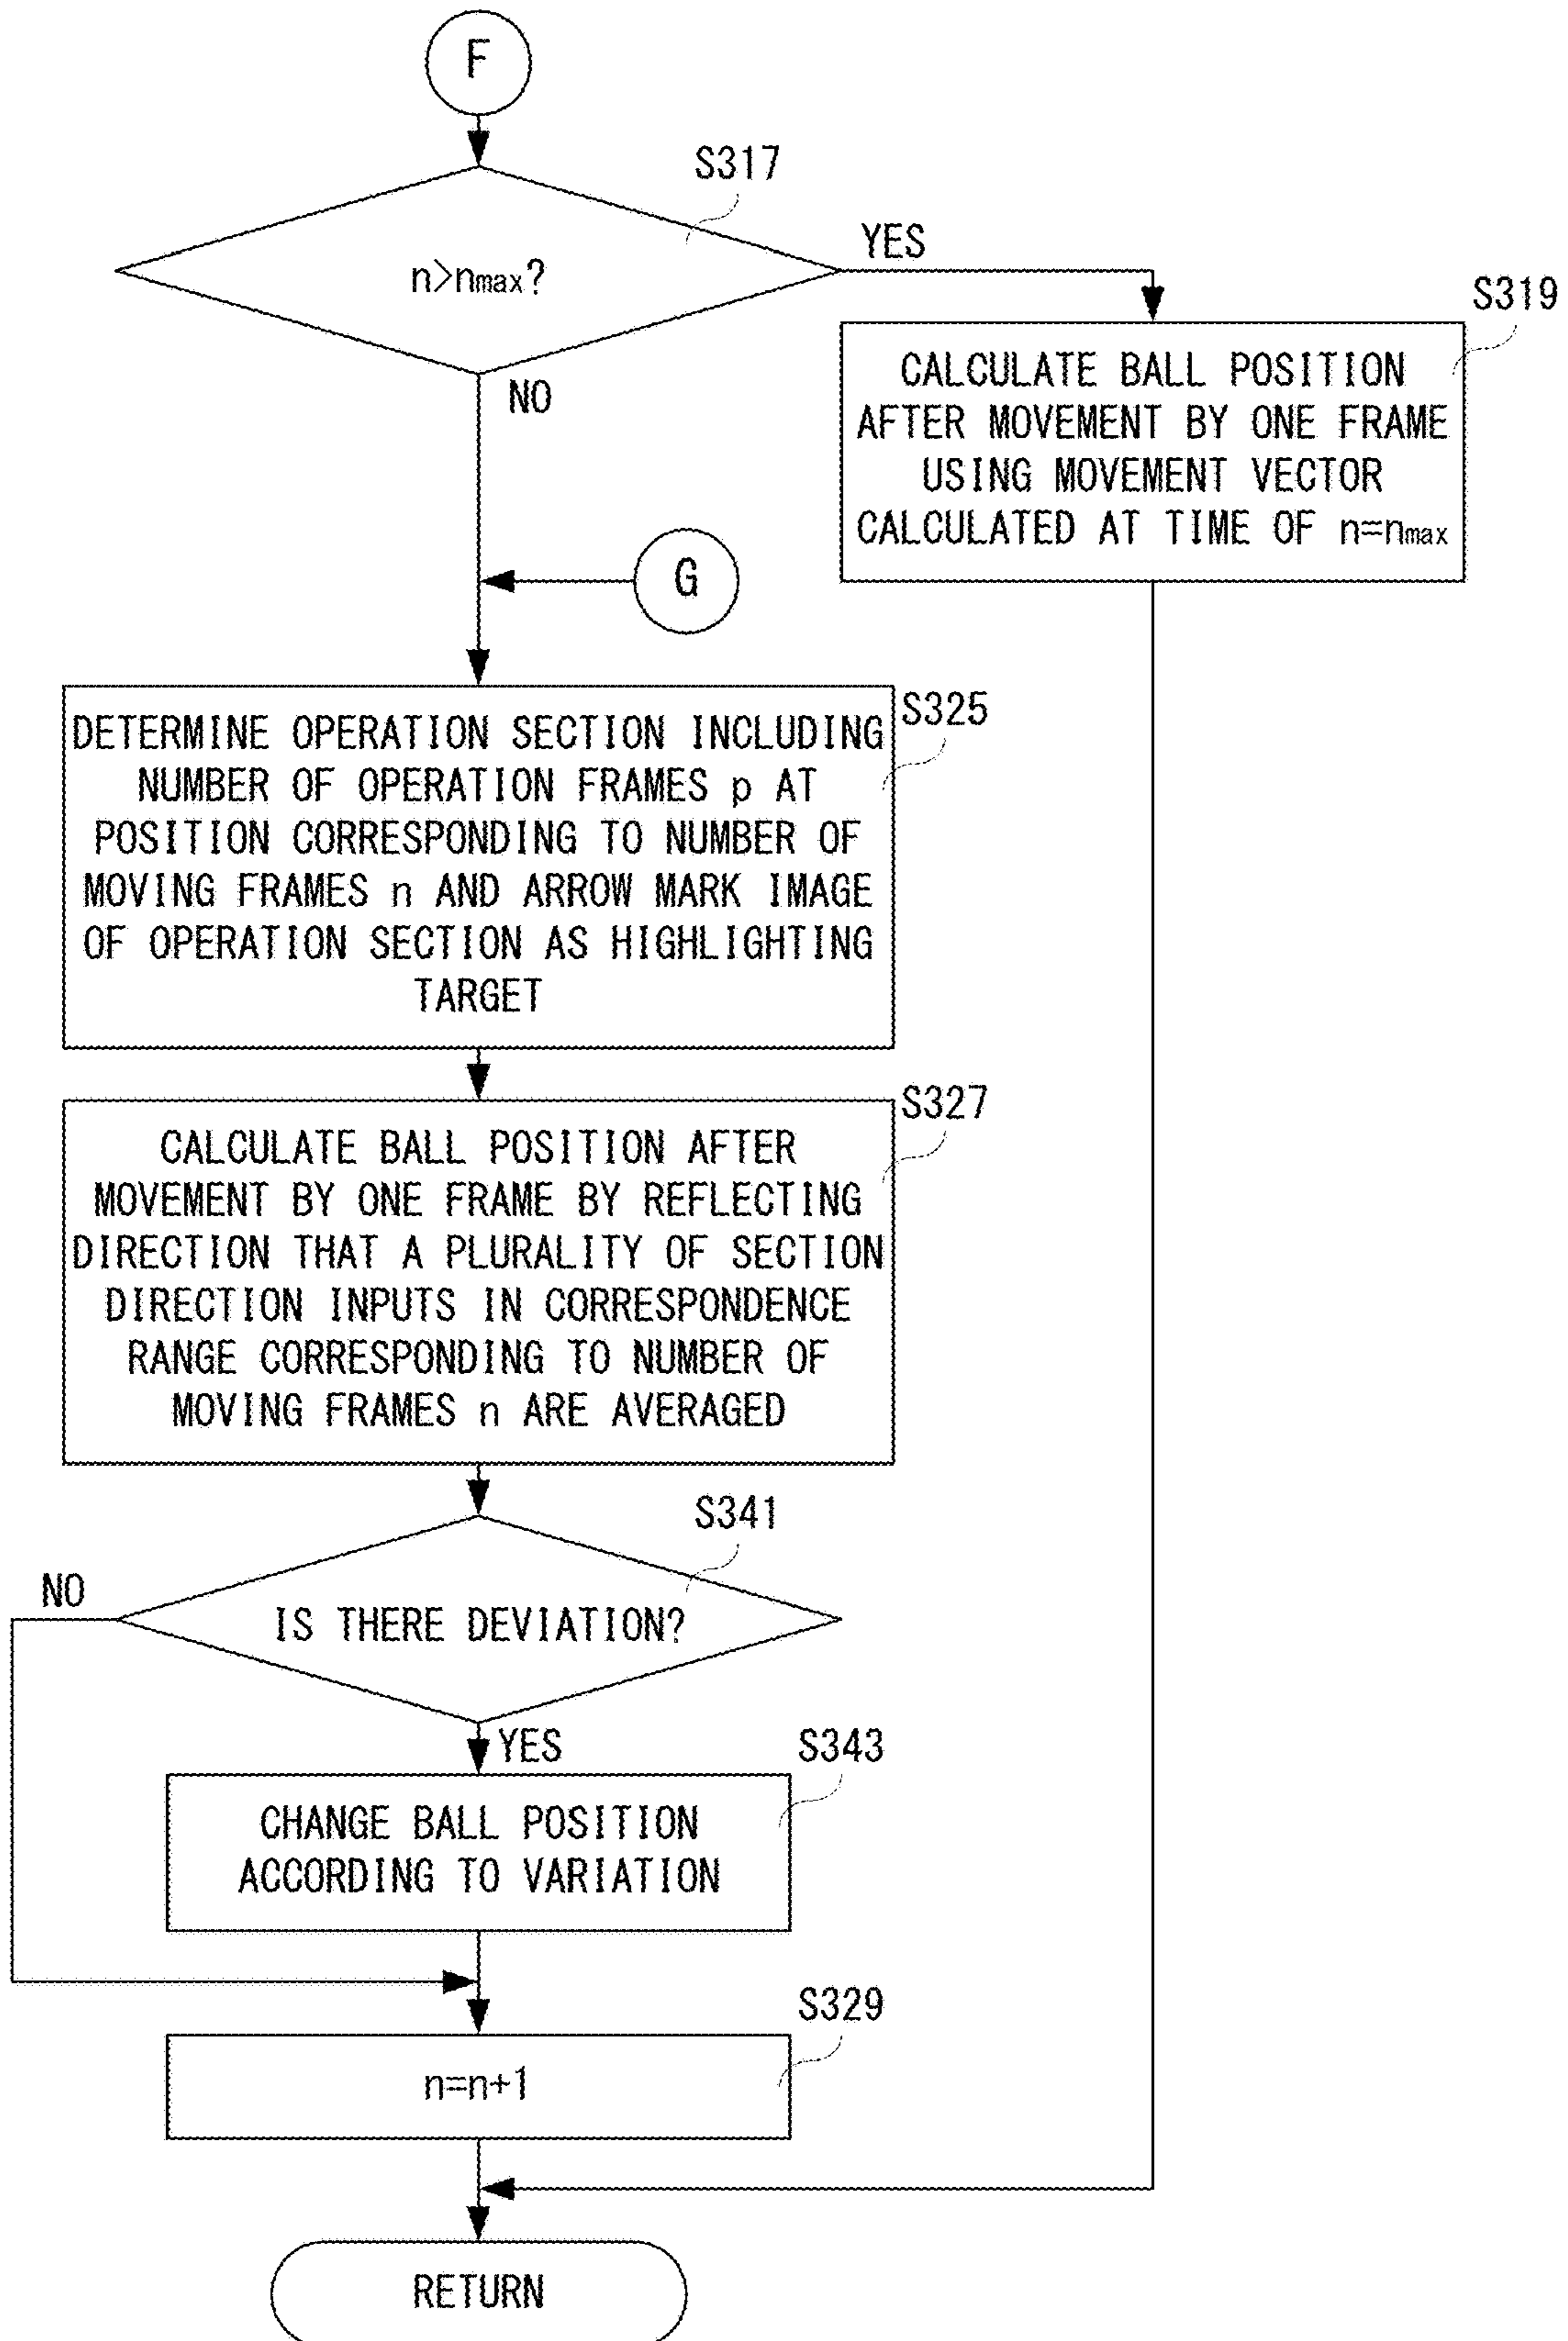 F
S317
n>nmax?
YES
NO
S319
CALCULATE BALL POSITION
AFTER MOVEMENT BY ONE FRAME
USING MOVEMENT VECTOR
CALCULATED AT TIME OF n=nmax
G
S325
DETERMINE OPERATION SECTION INCLUDING
NUMBER OF OPERATION FRAMES p AT
POSITION CORRESPONDING TO NUMBER OF
MOVING FRAMES n AND ARROW MARK IMAGE
OF OPERATION SECTION AS HIGHLIGHTING
TARGET
S327
CALCULATE BALL POSITION AFTER
MOVEMENT BY ONE FRAME BY REFLECTING
DIRECTION THAT A PLURALITY OF SECTION
DIRECTION INPUTS IN CORRESPONDENCE
RANGE CORRESPONDING TO NUMBER OF
MOVING FRAMES n ARE AVERAGED
S341
NO
IS THERE DEVIATION?
YES
S343
CHANGE BALL POSITION
ACCORDING TO VARIATION
S329
n=n+1
RETURN